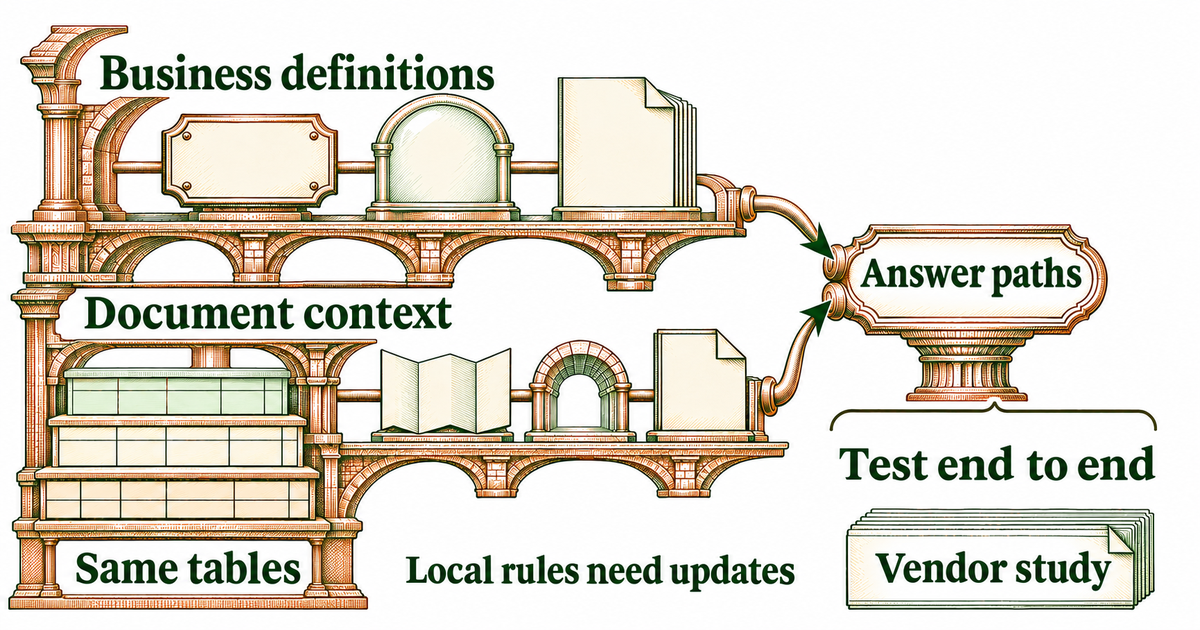 Business definitions
Document context
Answer paths
Test end to end
Same tables
Local rules need updates
Vendor study